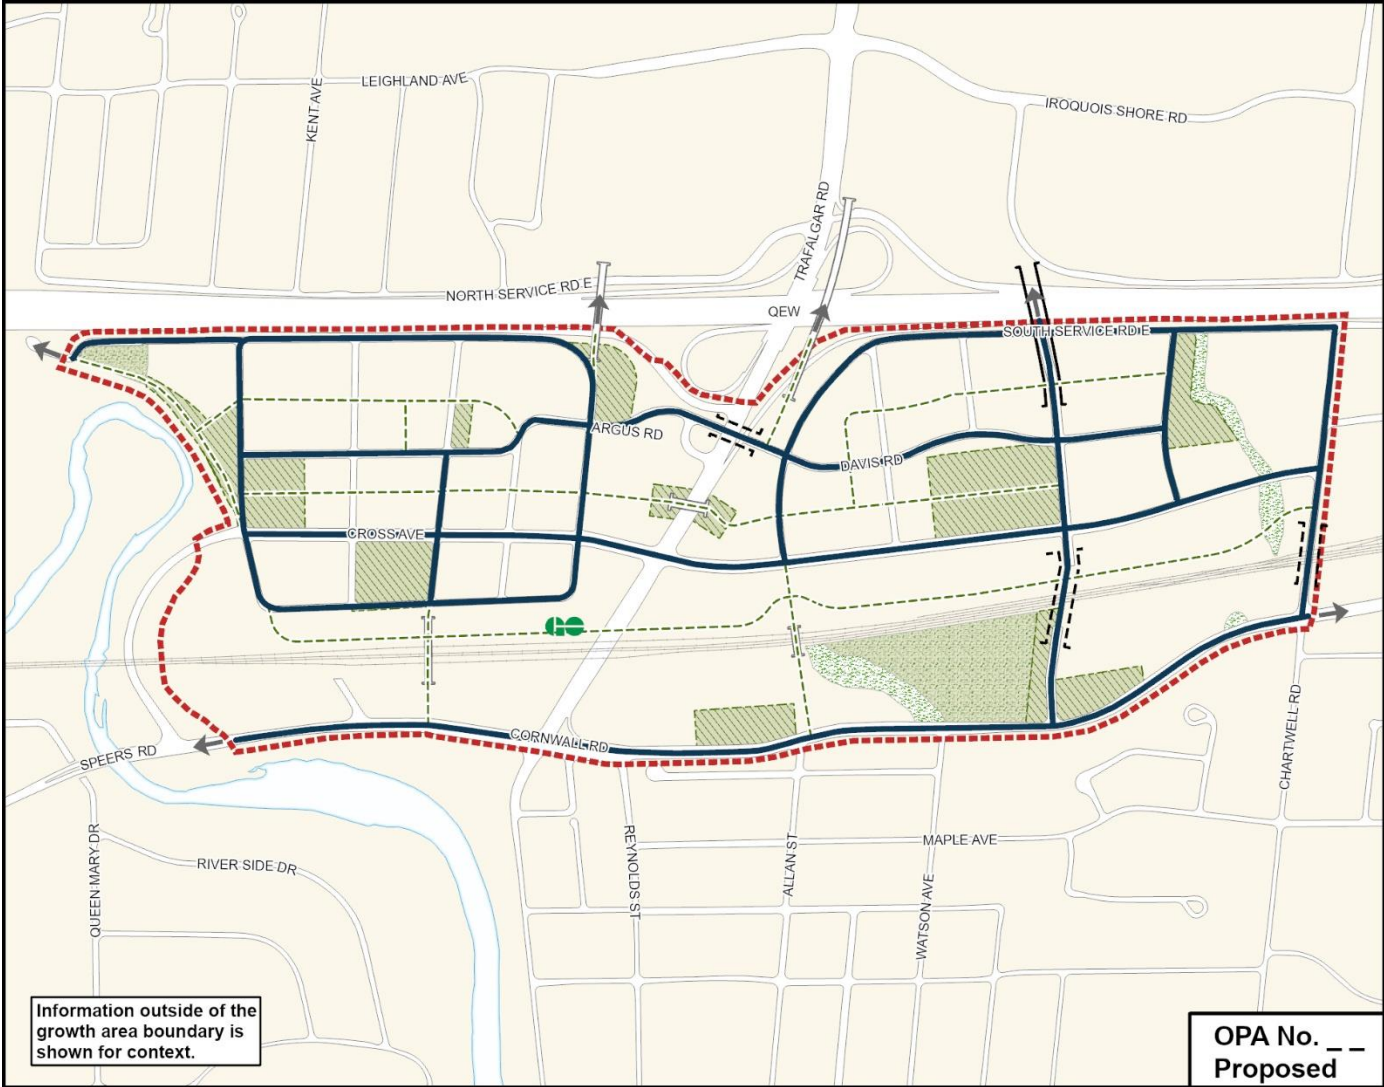 LEIGHLAND AVE
KENT AVE
IROQUOIS SHORE RD
TRAFALGAR RD
NORTH SERVICE RD E
QEW
SOUTH SERVICE RD E
ARGUS RD
DAVIS RD
CROSS AVE
GO
CORNWALL RD
SPEERS RD
CHARTWELL RD
QUEEN MARY DR
RIVER SIDE DR
REYNOLDS ST
ALLAN ST
MAPLE AVE
WATSON AVE
Information outside of the
growth area boundary is
shown for context.
OPA No. _ _
Proposed